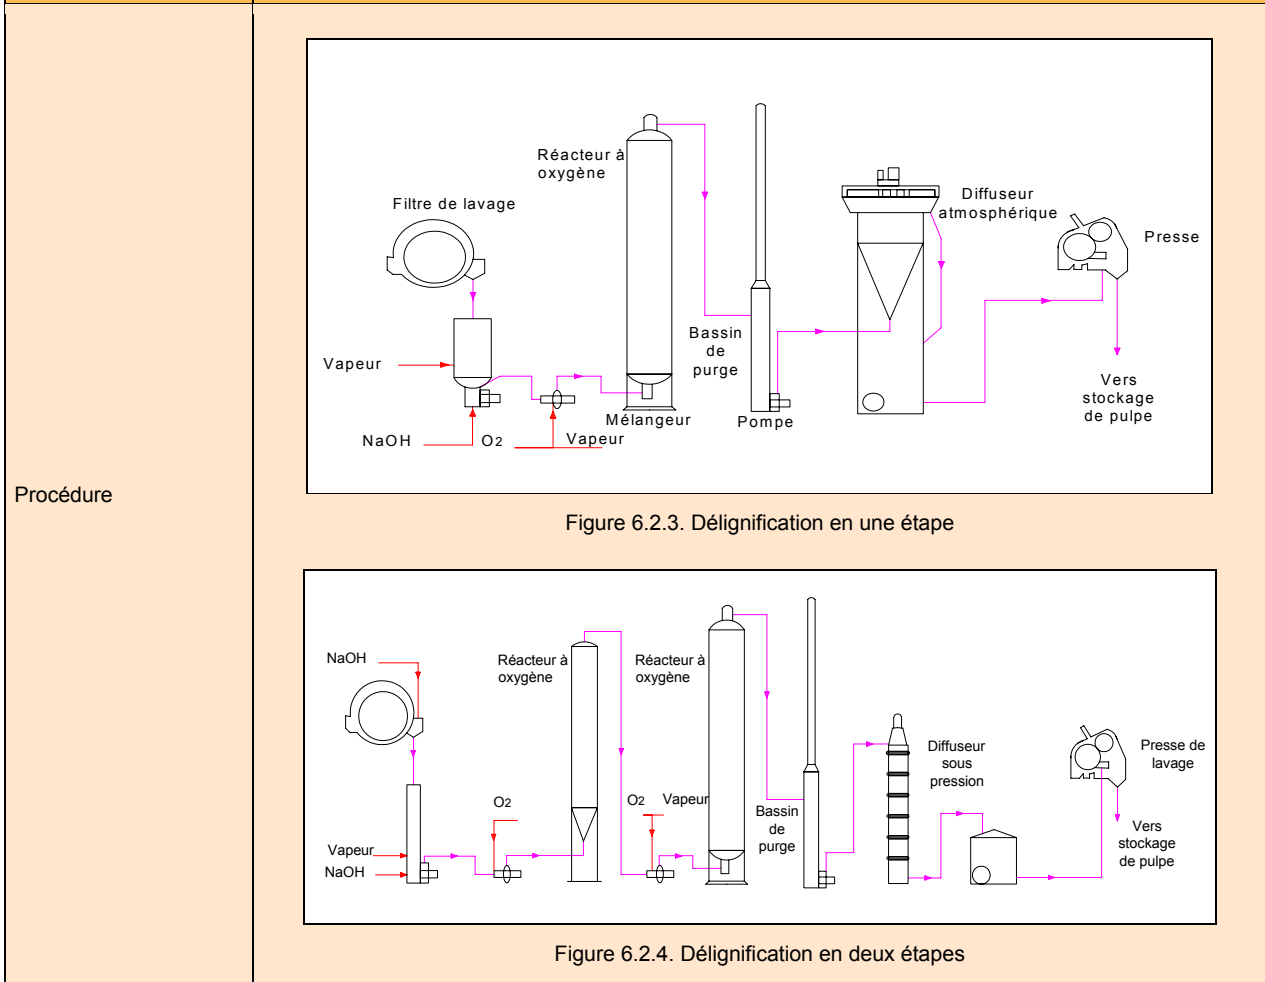 Procédure
Réacteur à
oxygène
Filtre de lavage
Diffuseur
atmosphérique
Presse
Bassin
de
purge
Vapeur
Vers
stockage
de pulpe
Mélangeur
Pompe
NaOH
O2
Vapeur
Figure 6.2.3. Délignification en une étape
NaOH
Réacteur à
oxygène
Réacteur à
oxygène
Diffuseur
sous
pression
Presse de
lavage
O2
O2
Vapeur
Bassin
de
purge
Vers
stockage
de pulpe
Vapeur
NaOH
Figure 6.2.4. Délignification en deux étapes